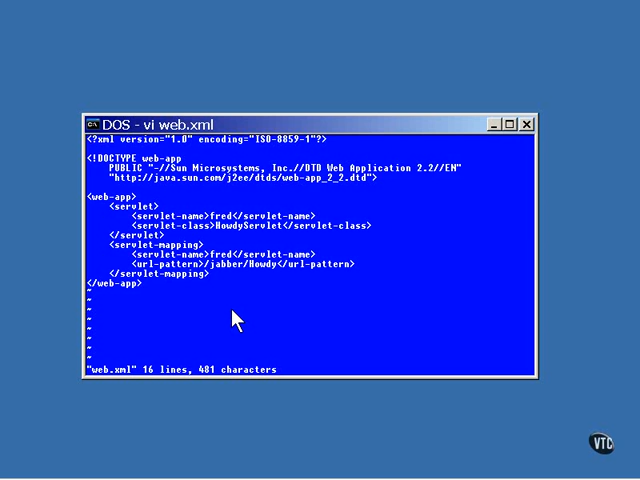 DOS - vi web.xml
<?xml version="1.0" encoding="ISO-8859-1"?>
<!DOCTYPE web-app
PUBLIC "-//Sun Microsystems, Inc.//DTD Web Application 2.2//EN"
"http://java.sun.com/j2ee/dtds/web-app_2_2.dtd">
<web-app>
<servlet>
<servlet-name>fred</servlet-name>
<servlet-class>HowdyServlet</servlet-class>
</servlet>
<servlet-mapping>
<servlet-name>fred</servlet-name>
<url-pattern>/jabber/Howdy</url-pattern>
</servlet-mapping>
</web-app>
~
~
~
~
~
~
~
~
"web.xml" 16 lines, 481 characters
VTC